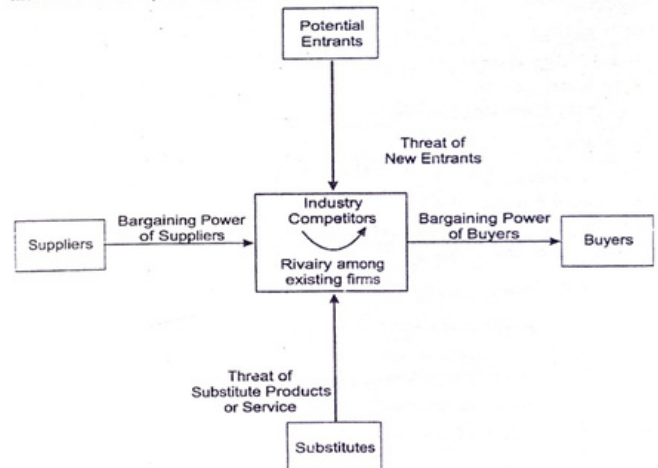 Potential
Entrants
Threat of
New Entrants
Suppliers
Bargaining Power
of Suppliers
Industry
Competitors
Rivairy among
existing firms
Bargaining Power
of Buyers
Buyers
Threat of
Substitute Products
or Service
Substitutes